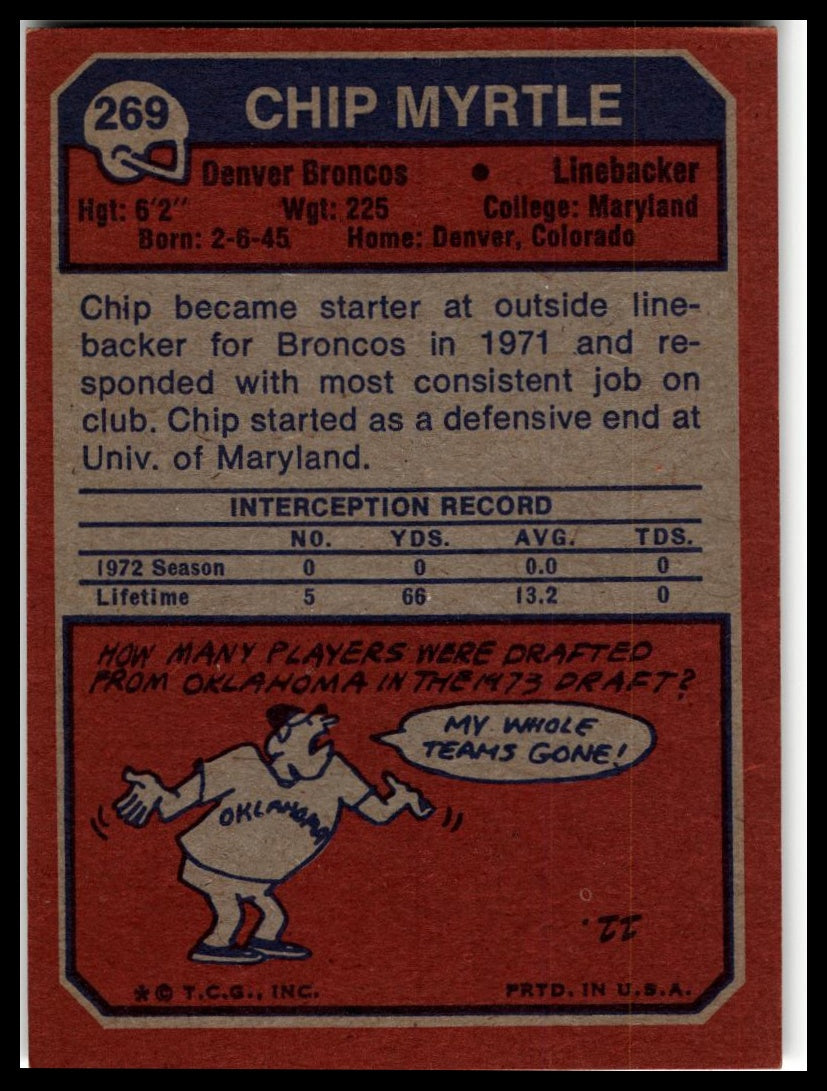 269
CHIP MYRTLE
Denver Broncos • Linebacker
Hgt: 6'2" Wgt: 225 College: Maryland
Born: 2-6-45 Home: Denver, Colorado
Chip became starter at outside line-
backer for Broncos in 1971 and re-
sponded with most consistent job on
club. Chip started as a defensive end at
Univ. of Maryland.
INTERCEPTION RECORD
NO. YDS. AVG. TDS.
1972 Season 0 0 0.0 0
Lifetime 5 66 13.2 0
HOW MANY PLAYERS WERE DRAFTED
FROM OKLAHOMA IN THE 1973 DRAFT?
MY WHOLE
TEAMS GONE!
OKLAHOMA
11.
* © T.C.G., INC. PRTD. IN U.S.A.